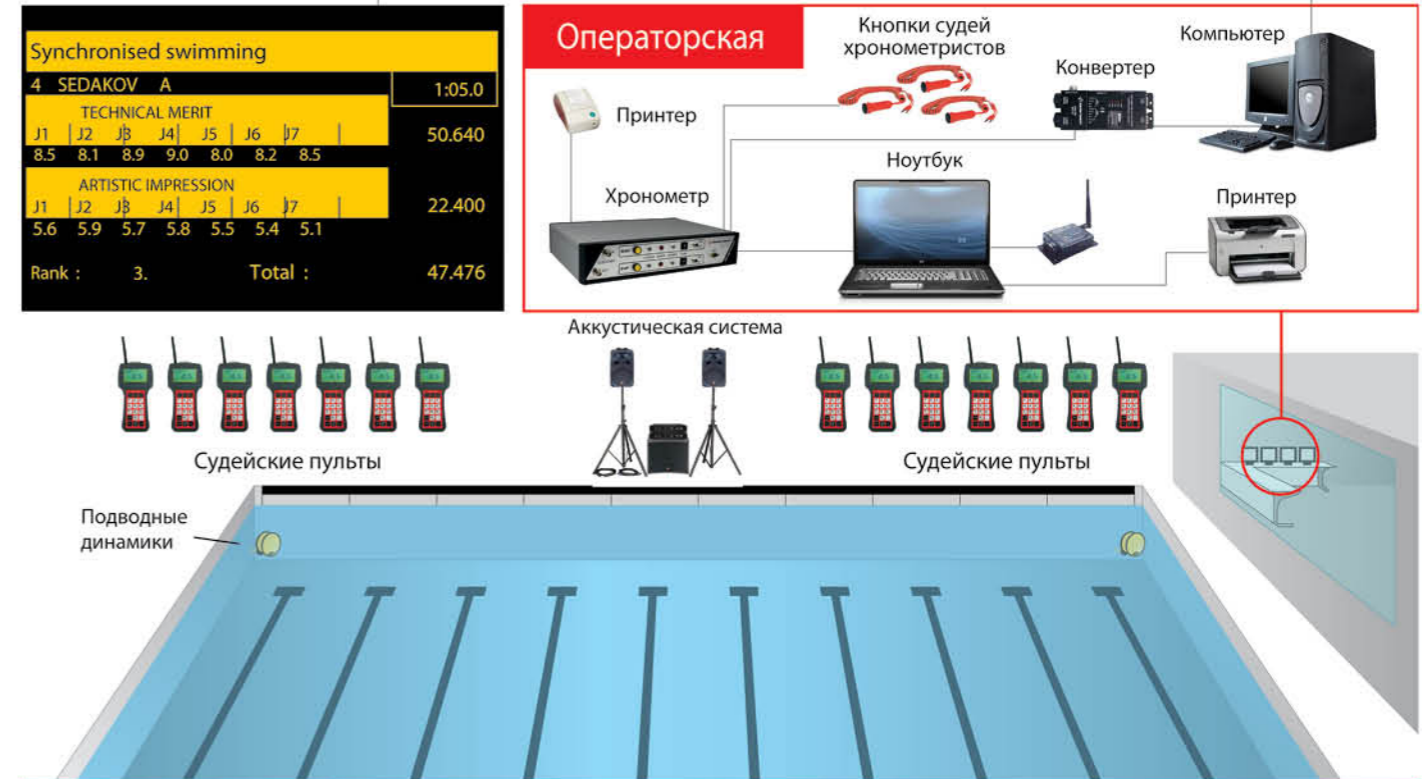 Synchronised swimming
4 SEDAKOV A 1:05.0
TECHNICAL MERIT
J1 J2 J3 J4 J5 J6 J7 50.640
8.5 8.1 8.9 9.0 8.0 8.2 8.5
ARTISTIC IMPRESSION
J1 J2 J3 J4 J5 J6 J7 22.400
5.6 5.9 5.7 5.8 5.5 5.4 5.1
Rank : 3. Total : 47.476
Операторская
Кнопки судей
хронометристов
Компьютер
Конвертер
Принтер
Ноутбук
Хронометр
Принтер
Аккустическая система
Судейские пульты
Судейские пульты
Подводные
динамики